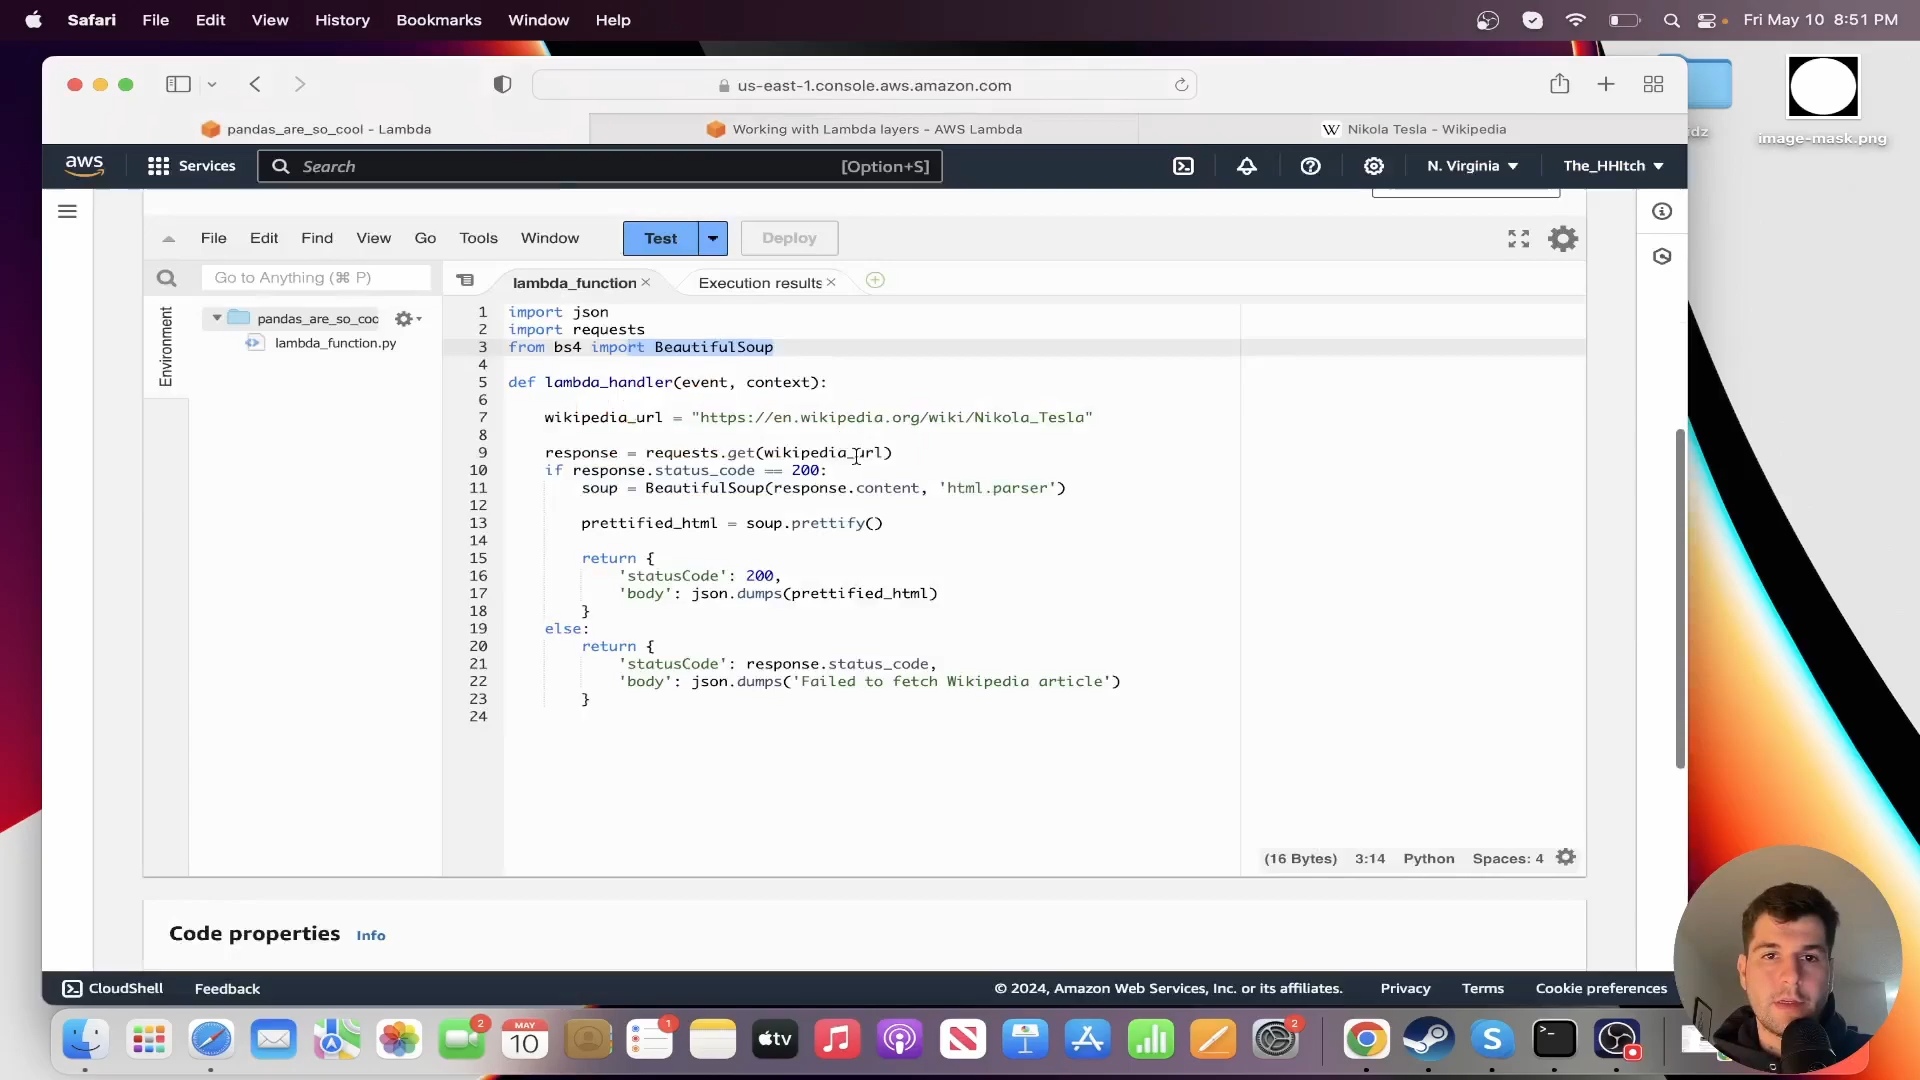 Safari File Edit View History Bookmarks Window Help Fri May 10 8:51 PM
us-east-1.console.aws.amazon.com
pandas_are_so_cool - Lambda Working with Lambda layers - AWS Lambda W Nikola Tesla - Wikipedia
image-mask.png
aws Services Search [Option+S] N. Virginia The_HHItch
File Edit Find View Go Tools Window Test Deploy
Go to Anything (⌘ P) lambda_function Execution results
Environment
pandas_are_so_coo
lambda_function.py
1 import json
2 import requests
3 from bs4 import BeautifulSoup
4
5 def lambda_handler(event, context):
6
7 wikipedia_url = "https://en.wikipedia.org/wiki/Nikola_Tesla"
8
9 response = requests.get(wikipedia_url)
10 if response.status_code == 200:
11 soup = BeautifulSoup(response.content, 'html.parser')
12
13 prettified_html = soup.prettify()
14
15 return {
16 'statusCode': 200,
17 'body': json.dumps(prettified_html)
18 }
19 else:
20 return {
21 'statusCode': response.status_code,
22 'body': json.dumps('Failed to fetch Wikipedia article')
23 }
24
(16 Bytes) 3:14 Python Spaces: 4
Code properties Info
CloudShell Feedback © 2024, Amazon Web Services, Inc. or its affiliates. Privacy Terms Cookie preferences
2 MAY 10 1 tv 2